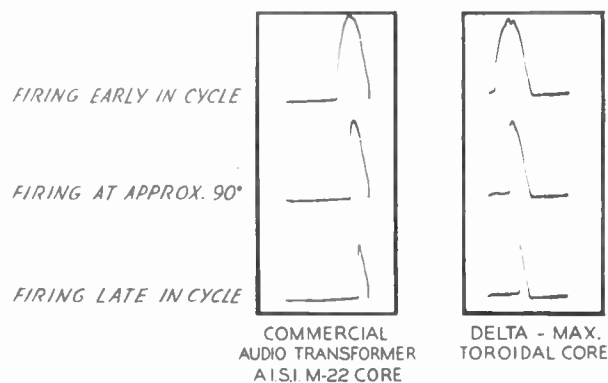 FIRING EARLY IN CYCLE
FIRING AT APPROX. 90°
FIRING LATE IN CYCLE
COMMERCIAL
AUDIO TRANSFORMER
A.I.S.I. M-22 CORE
DELTA - MAX.
TOROIDAL CORE